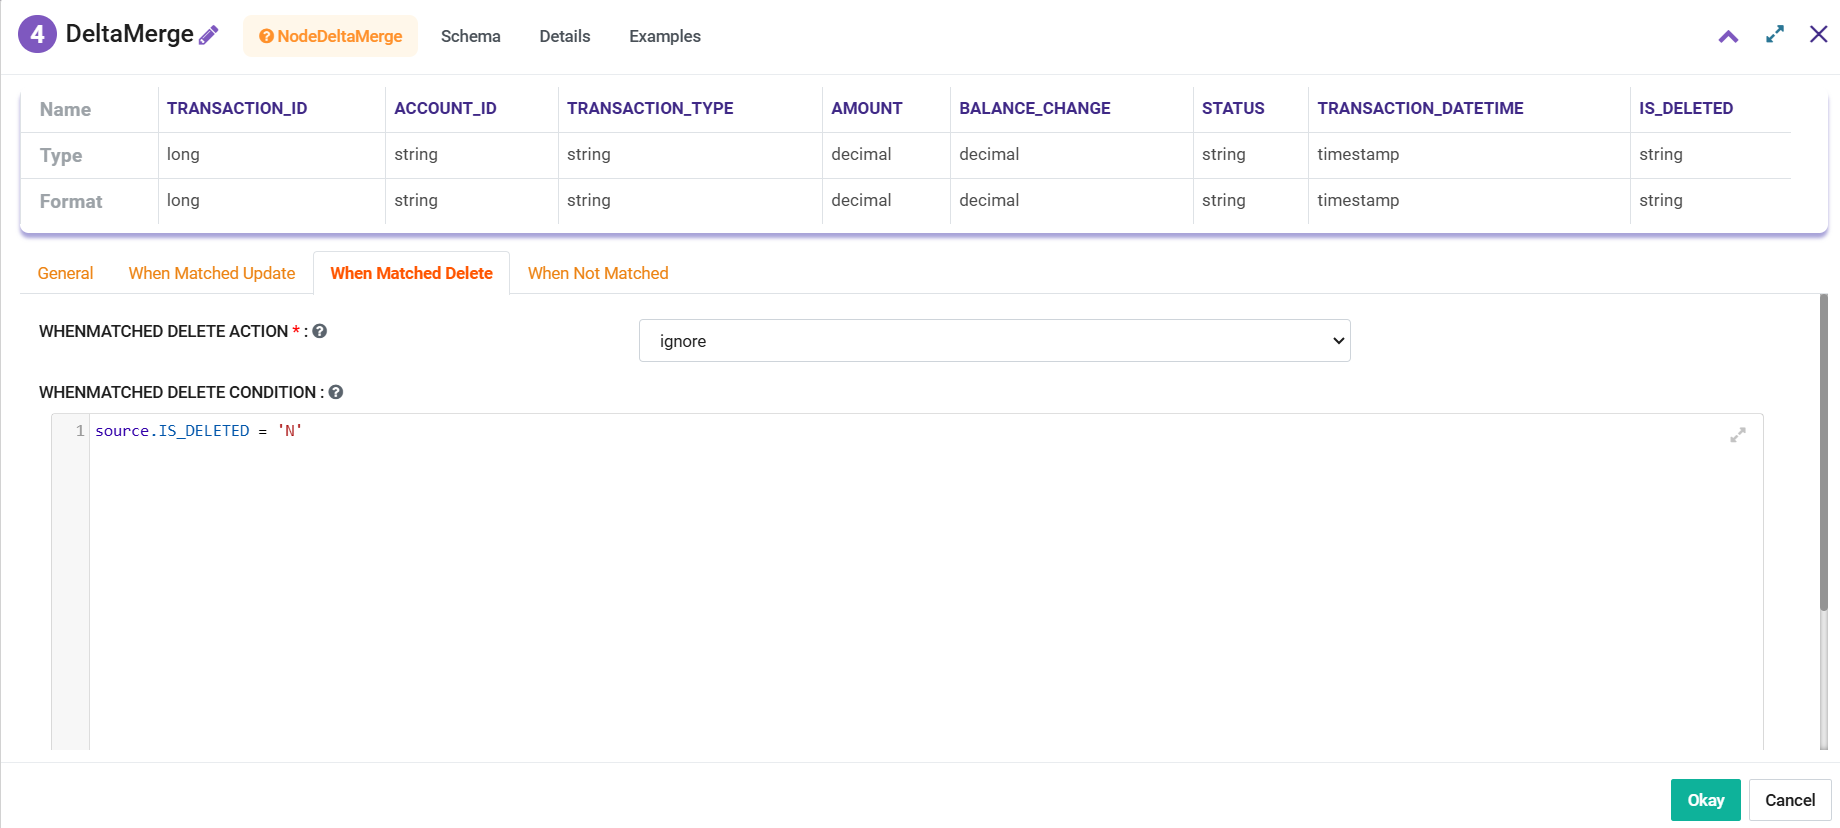 4 DeltaMerge NodeDeltaMerge Schema Details Examples
Name TRANSACTION_ID ACCOUNT_ID TRANSACTION_TYPE AMOUNT BALANCE_CHANGE STATUS TRANSACTION_DATETIME IS_DELETED
Type long string string decimal decimal string timestamp string
Format long string string decimal decimal string timestamp string
General When Matched Update When Matched Delete When Not Matched
WHENMATCHED DELETE ACTION * : ignore
WHENMATCHED DELETE CONDITION :
1 source.IS_DELETED = 'N'
Okay Cancel